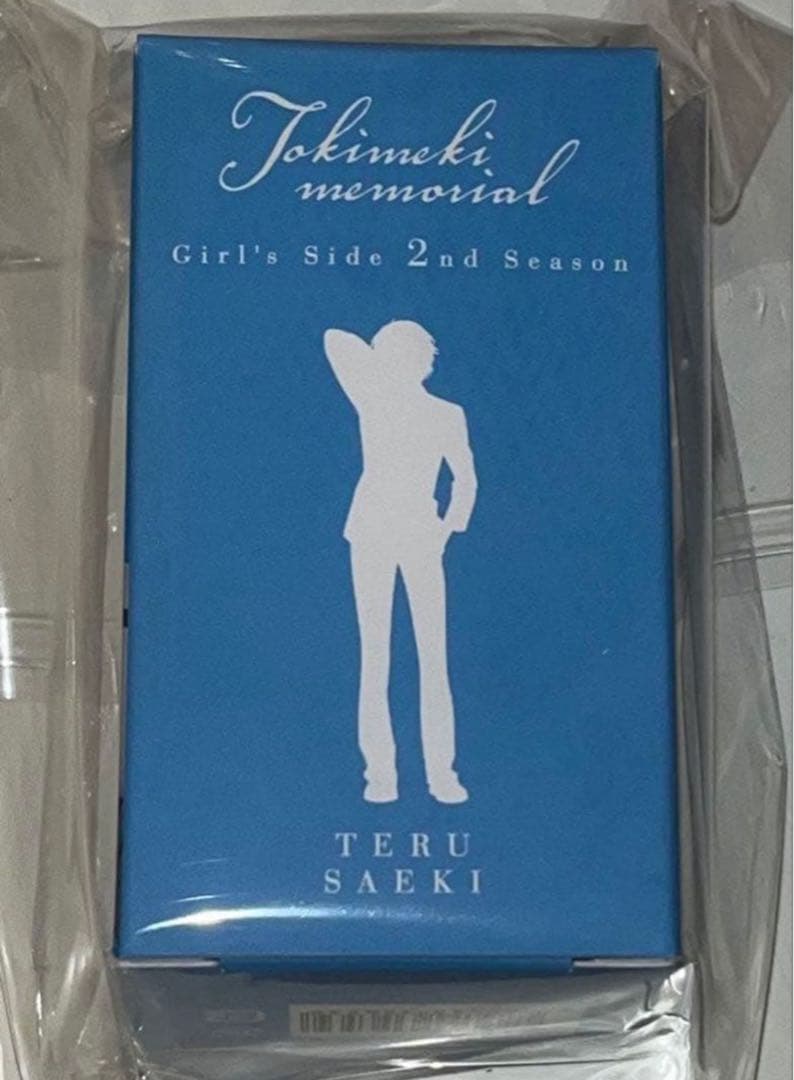 Tokimeki
memorial
Girl's Side 2nd Season
TERU
SAEKI